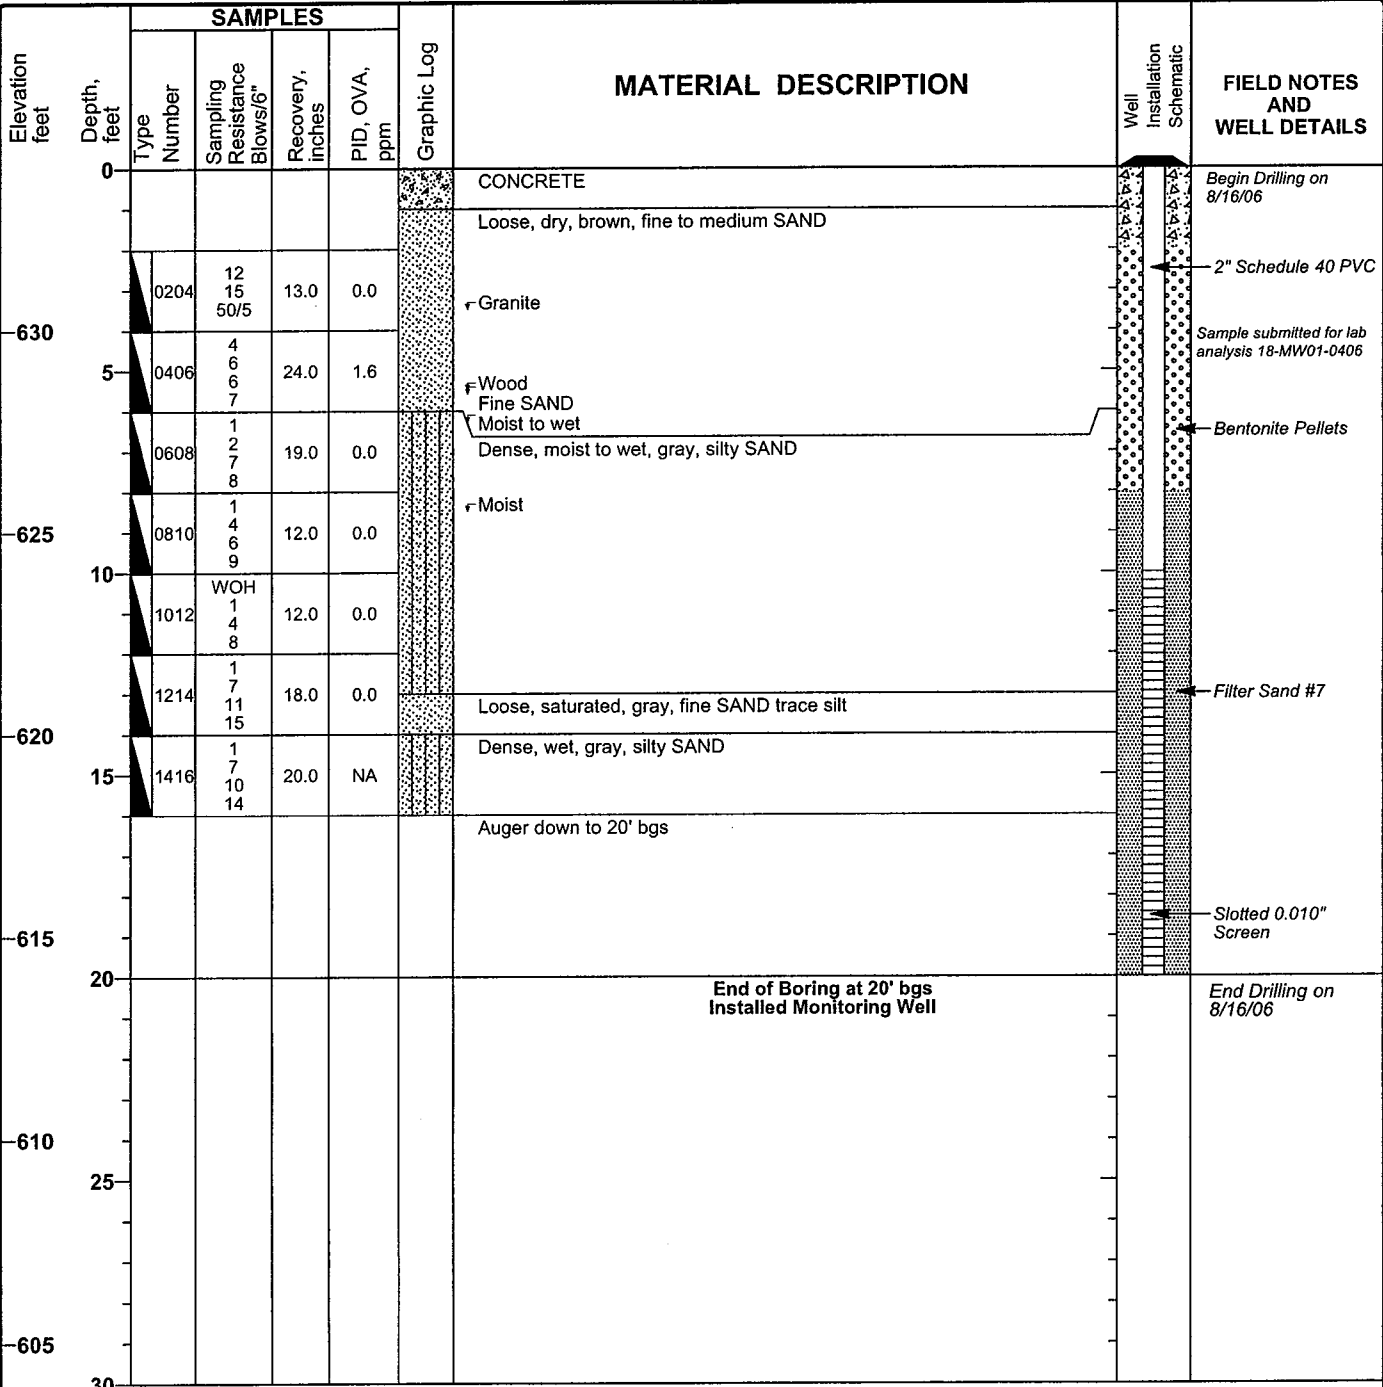 SAMPLES
Elevation
feet
Depth,
feet
Type
Number
Sampling
Resistance
Blows/6"
Recovery,
inches
PID, OVA,
ppm
Graphic Log
MATERIAL DESCRIPTION
Well
Installation
Schematic
FIELD NOTES
AND
WELL DETAILS
0
CONCRETE
Begin Drilling on
8/16/06
Loose, dry, brown, fine to medium SAND
2" Schedule 40 PVC
0204
12
15
50/5
13.0
0.0
Granite
630
Sample submitted for lab
analysis 18-MW01-0406
5
0406
4
6
6
7
24.0
1.6
Wood
Fine SAND
Moist to wet
Bentonite Pellets
0608
1
2
7
8
19.0
0.0
Dense, moist to wet, gray, silty SAND
Moist
625
0810
1
4
6
9
12.0
0.0
10
1012
WOH
1
4
8
12.0
0.0
1214
1
7
11
15
18.0
0.0
Filter Sand #7
Loose, saturated, gray, fine SAND trace silt
620
Dense, wet, gray, silty SAND
15
1416
1
7
10
14
20.0
NA
Auger down to 20' bgs
Slotted 0.010"
Screen
615
20
End of Boring at 20' bgs
Installed Monitoring Well
End Drilling on
8/16/06
610
25
605
30